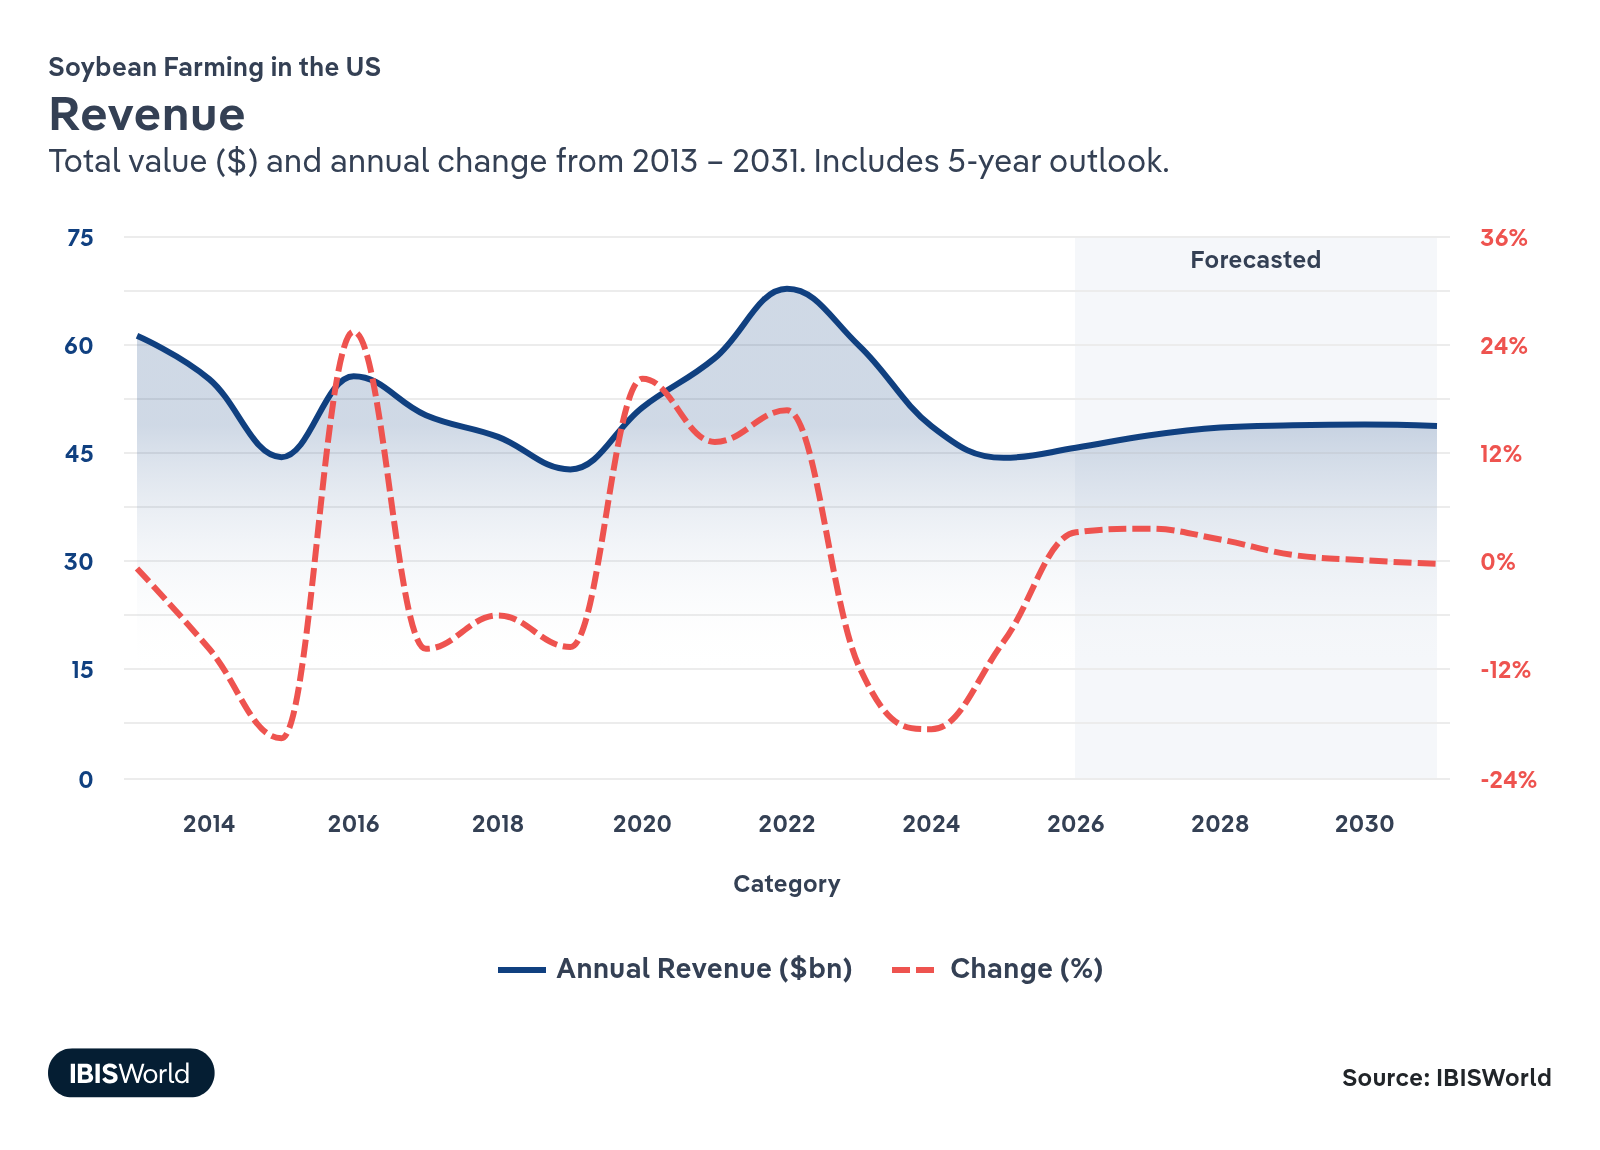 Soybean Farming in the US
Revenue
Total value ($) and annual change from 2013 – 2031. Includes 5-year outlook.
75 36%
Forecasted
60 24%
45 12%
30 0%
15 -12%
0 -24%
2014 2016 2018 2020 2022 2024 2026 2028 2030
Category
Annual Revenue ($bn) Change (%)
IBISWorld
Source: IBISWorld